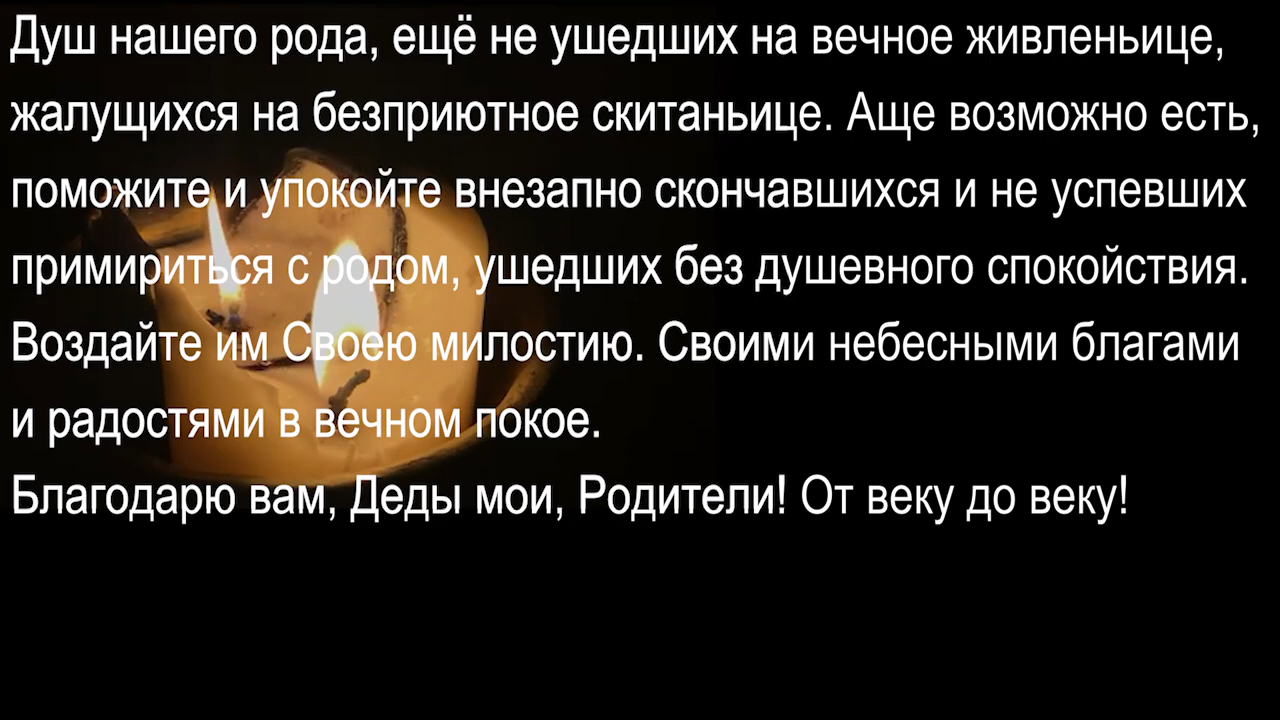 Душ нашего рода, ещё не ушедших на вечное живленьице,
жалущихся на безприютное скитаньице. Аще возможно есть,
поможите и упокойте внезапно скончавшихся и не успевших
примириться с родом, ушедших без душевного спокойствия.
Воздайте им Своею милостию. Своими небесными благами
и радостями в вечном покое.
Благодарю вам, Деды мои, Родители! От веку до веку!